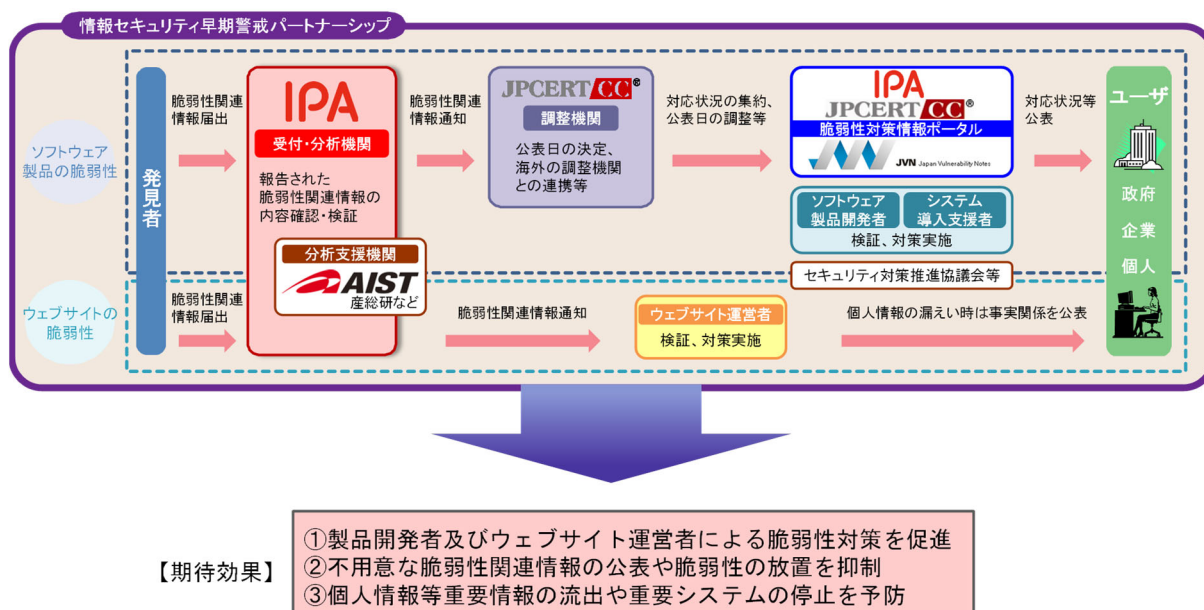 情報セキュリティ早期警戒パートナーシップ
ソフトウェア
製品の脆弱性
発見者
脆弱性関連
情報届出
IPA
受付・分析機関
報告された
脆弱性関連情報の
内容確認・検証
分析支援機関
AIST
産総研など
脆弱性関連
情報通知
JPCERT CC®
調整機関
公表日の決定、
海外の調整機関
との連携等
対応状況の集約、
公表日の調整等
IPA
JPCERT CC®
脆弱性対策情報ポータル
JVN Japan Vulnerability Notes
ソフトウェア
製品開発者
システム
導入支援者
検証、対策実施
セキュリティ対策推進協議会等
対応状況等
公表
ユーザ
政府
企業
個人
ウェブサイトの
脆弱性
脆弱性関連
情報届出
脆弱性関連情報通知
ウェブサイト運営者
検証、対策実施
個人情報の漏えい時は事実関係を公表
【期待効果】
①製品開発者及びウェブサイト運営者による脆弱性対策を促進
②不用意な脆弱性関連情報の公表や脆弱性の放置を抑制
③個人情報等重要情報の流出や重要システムの停止を予防